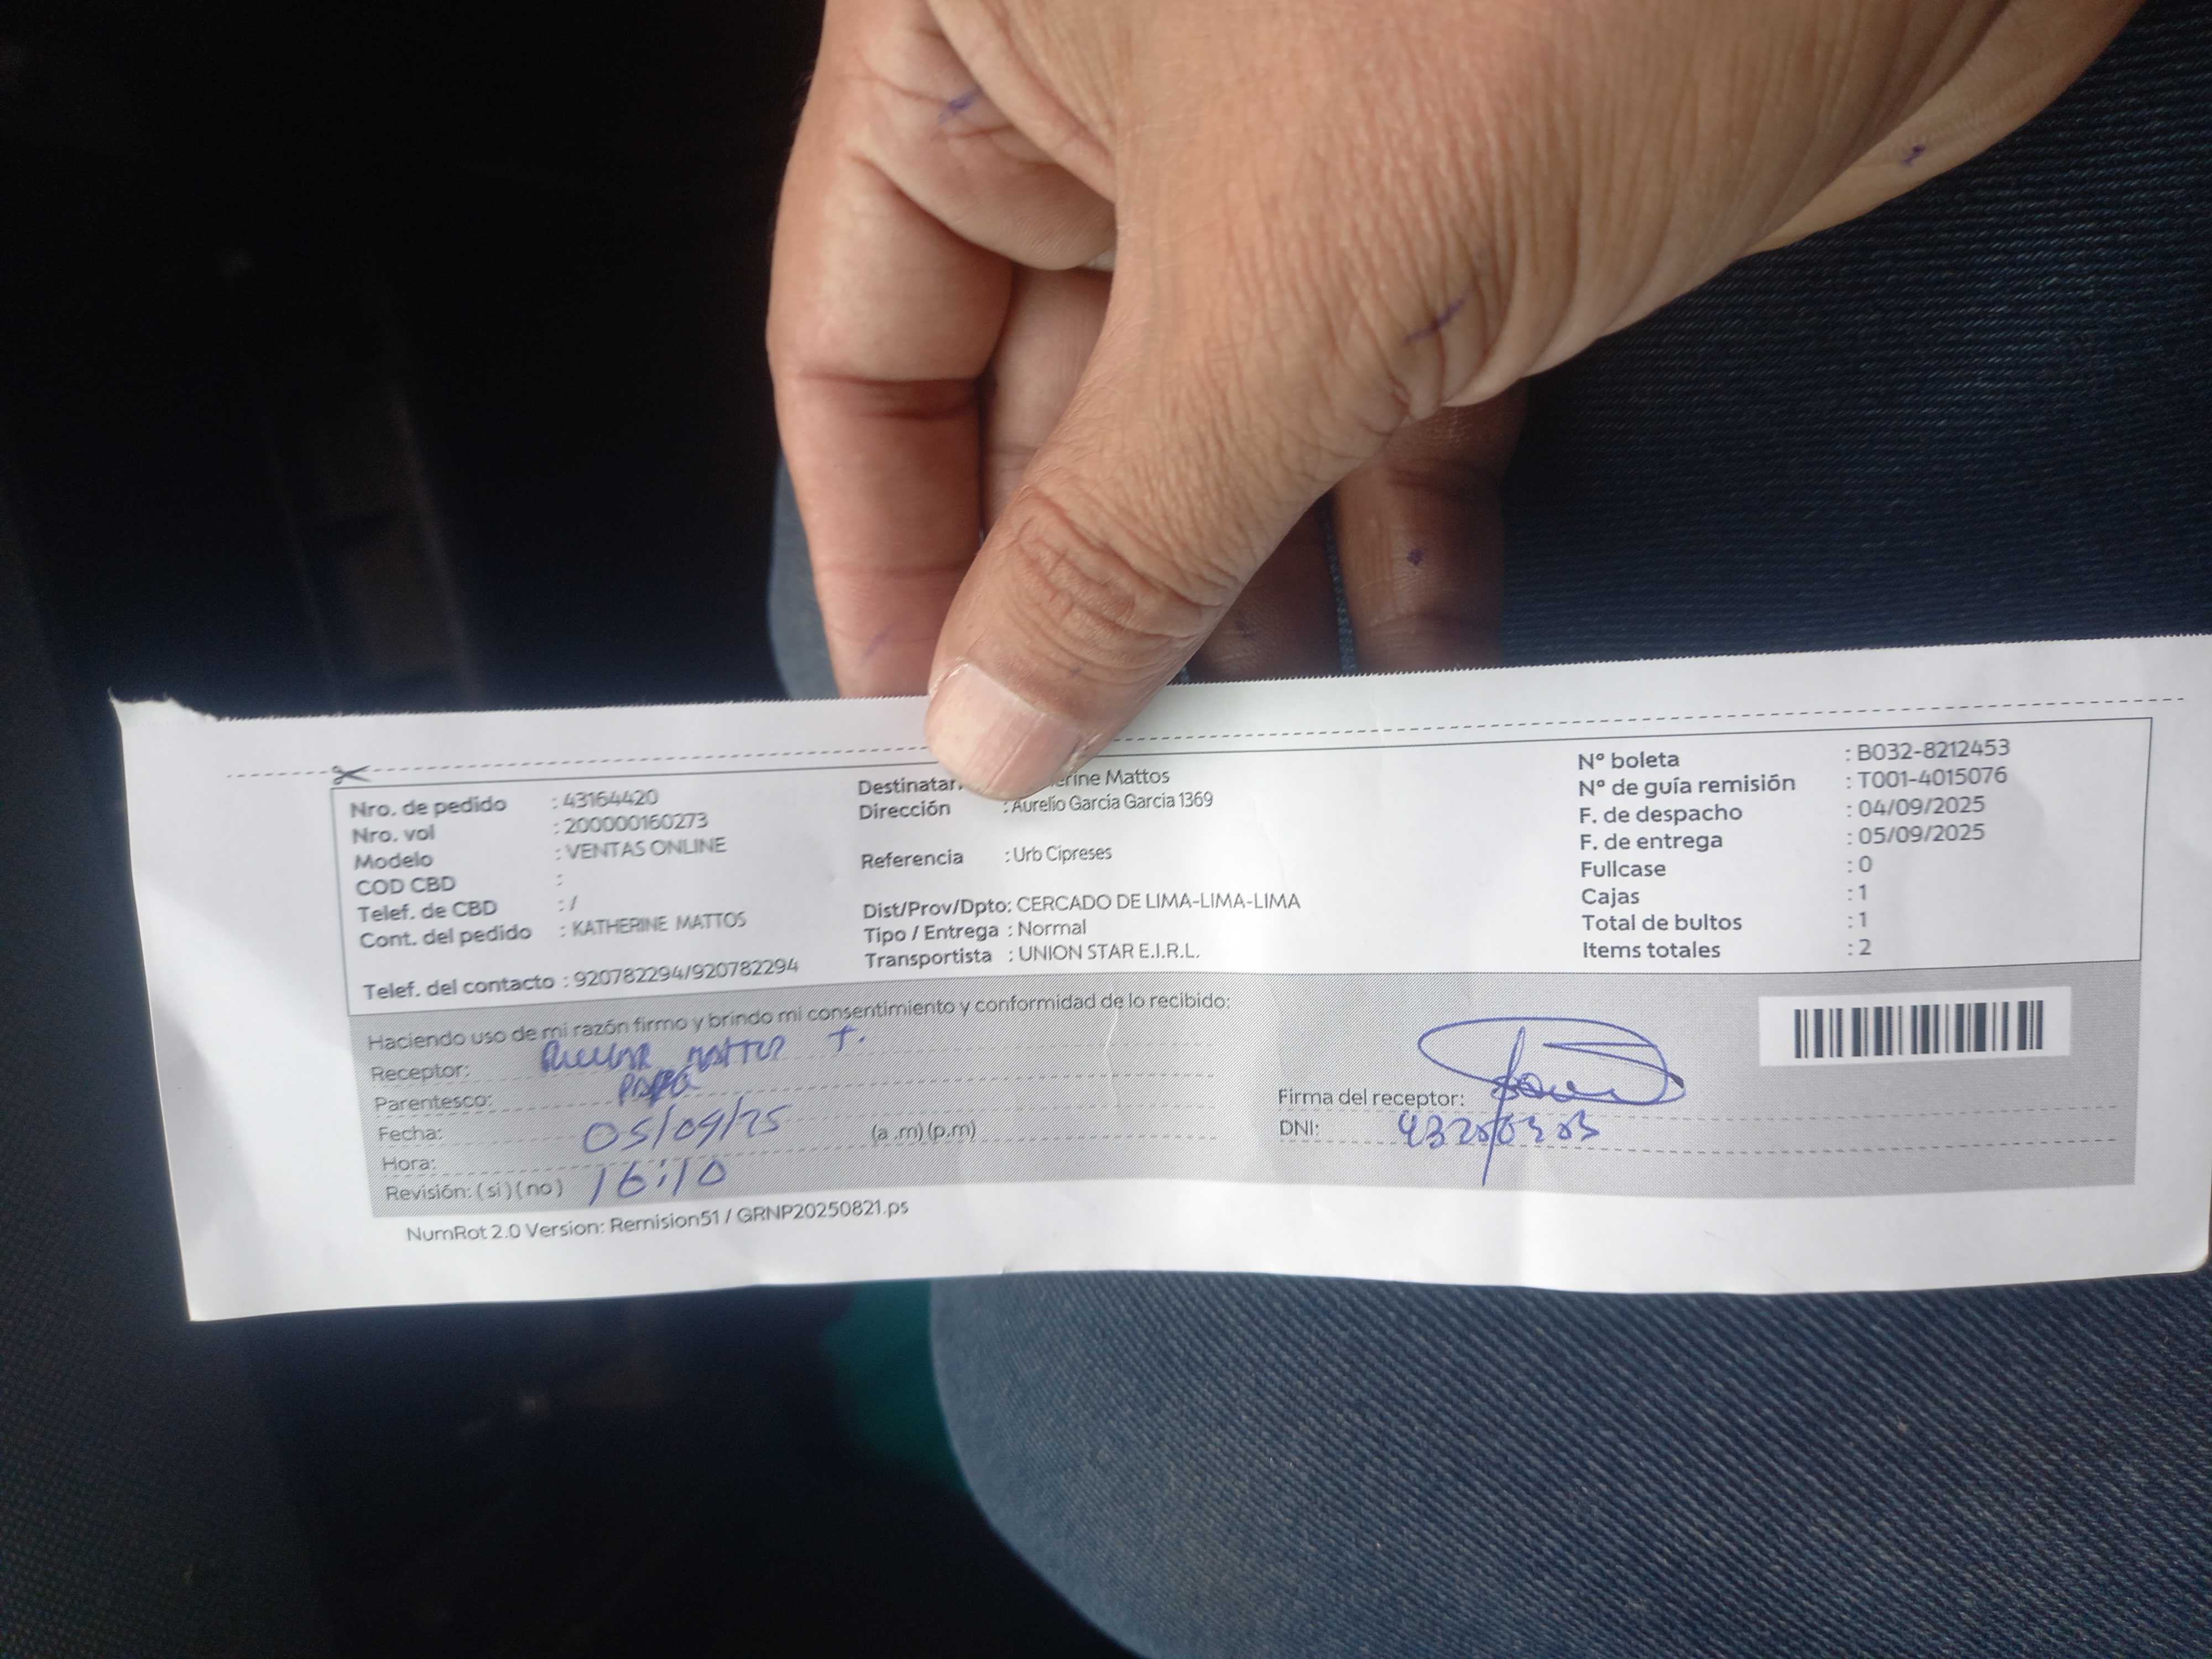 Nro. de pedido : 43164420
Nro. vol : 200000160273
Modelo : VENTAS ONLINE
COD CBD :
Telef. de CBD : /
Cont. del pedido : KATHERINE MATTOS
Telef. del contacto : 920782294/920782294
Destinatar erine Mattos
Dirección : Aurelio García Garcia 1369
Referencia : Urb Cipreses
Dist/Prov/Dpto: CERCADO DE LIMA-LIMA-LIMA
Tipo / Entrega : Normal
Transportista : UNION STAR E.I.R.L.
Nº boleta : B032-8212453
Nº de guía remisión : T001-4015076
F. de despacho : 04/09/2025
F. de entrega : 05/09/2025
Fullcase : 0
Cajas : 1
Total de bultos : 1
Items totales : 2
Haciendo uso de mi razón firmo y brindo mi consentimiento y conformidad de lo recibido:
Receptor: MATTOS T.
Parentesco: PAPÁ
Fecha: 05/09/25 (a .m) (p.m)
Hora: 16:10
Revisión: ( si ) ( no )
Firma del receptor:
DNI:
NumRot 2.0 Version: Remision51 / GRNP20250821.ps